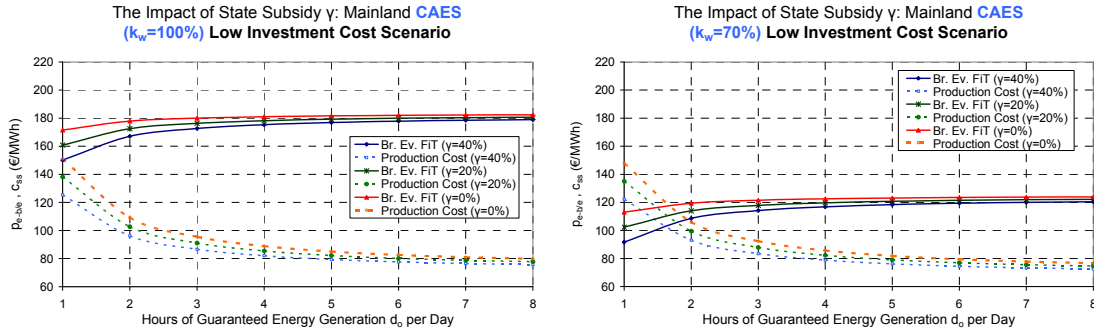 The Impact of State Subsidy γ: Mainland CAES
(kw=100%) Low Investment Cost Scenario
pe-b/e , css (€/MWh)
220
200
180
160
140
120
100
80
60
Br. Ev. FiT (γ=40%)
Production Cost (γ=40%)
Br. Ev. FiT (γ=20%)
Production Cost (γ=20%)
Br. Ev. FiT (γ=0%)
Production Cost (γ=0%)
1 2 3 4 5 6 7 8
Hours of Guaranteed Energy Generation do per Day
The Impact of State Subsidy γ: Mainland CAES
(kw=70%) Low Investment Cost Scenario
pe-b/e , css (€/MWh)
220
200
180
160
140
120
100
80
60
Br. Ev. FiT (γ=40%)
Production Cost (γ=40%)
Br. Ev. FiT (γ=20%)
Production Cost (γ=20%)
Br. Ev. FiT (γ=0%)
Production Cost (γ=0%)
1 2 3 4 5 6 7 8
Hours of Guaranteed Energy Generation do per Day